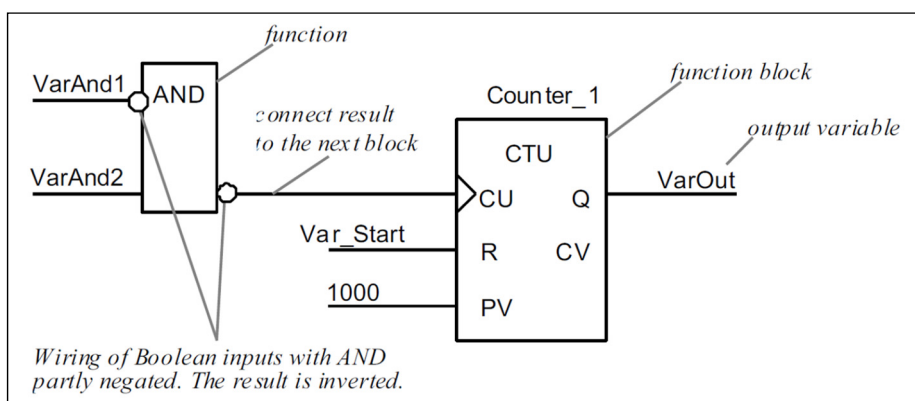 function
VarAnd1
AND
function block
Counter_1
connect result
to the next block
output variable
CTU
VarAnd2
VarOut
CU
Q
Var_Start
R
CV
1000
PV
Wiring of Boolean inputs with AND
partly negated. The result is inverted.